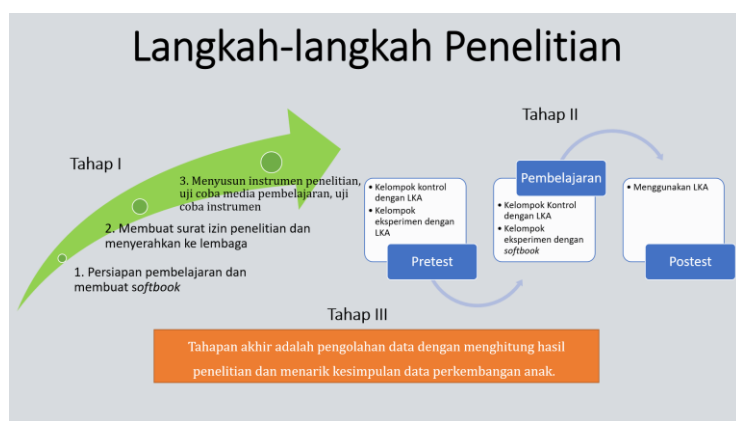 Langkah-langkah Penelitian
Tahap I
3. Menyusun instrumen penelitian,
uji coba media pembelajaran, uji
coba instrumen
2. Membuat surat izin penelitian dan
menyerahkan ke lembaga
1. Persiapan pembelajaran dan
membuat softbook
Tahap II
• Kelompok kontrol
dengan LKA
• Kelompok
eksperimen dengan
LKA
Pretest
Pembelajaran
• Kelompok Kontrol
dengan LKA
• Kelompok
eksperimen dengan
softbook
• Menggunakan LKA
Postest
Tahap III
Tahapan akhir adalah pengolahan data dengan menghitung hasil
penelitian dan menarik kesimpulan data perkembangan anak.